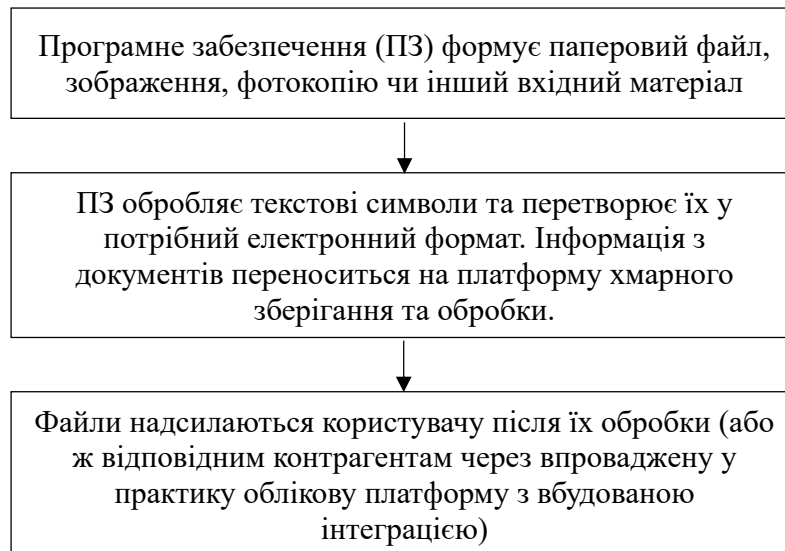 Програмне забезпечення (ПЗ) формує паперовий файл,
зображення, фотокопію чи інший вхідний матеріал
ПЗ обробляє текстові символи та перетворює їх у
потрібний електронний формат. Інформація з
документів переноситься на платформу хмарного
зберігання та обробки.
Файли надсилаються користувачу після їх обробки (або
ж відповідним контрагентам через впроваджену у
практику облікову платформу з вбудованою
інтеграцією)